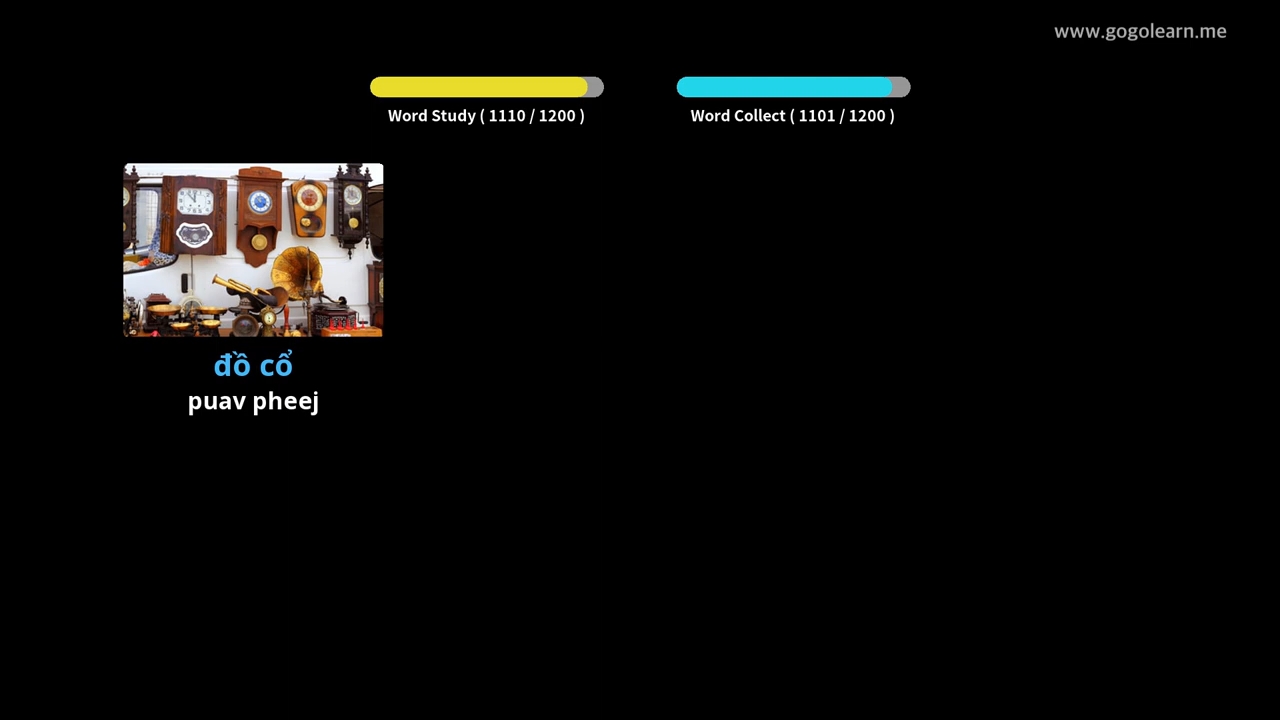 www.gogolearn.me
Word Study ( 1110 / 1200 )
Word Collect ( 1101 / 1200 )
đồ cổ
puav pheej